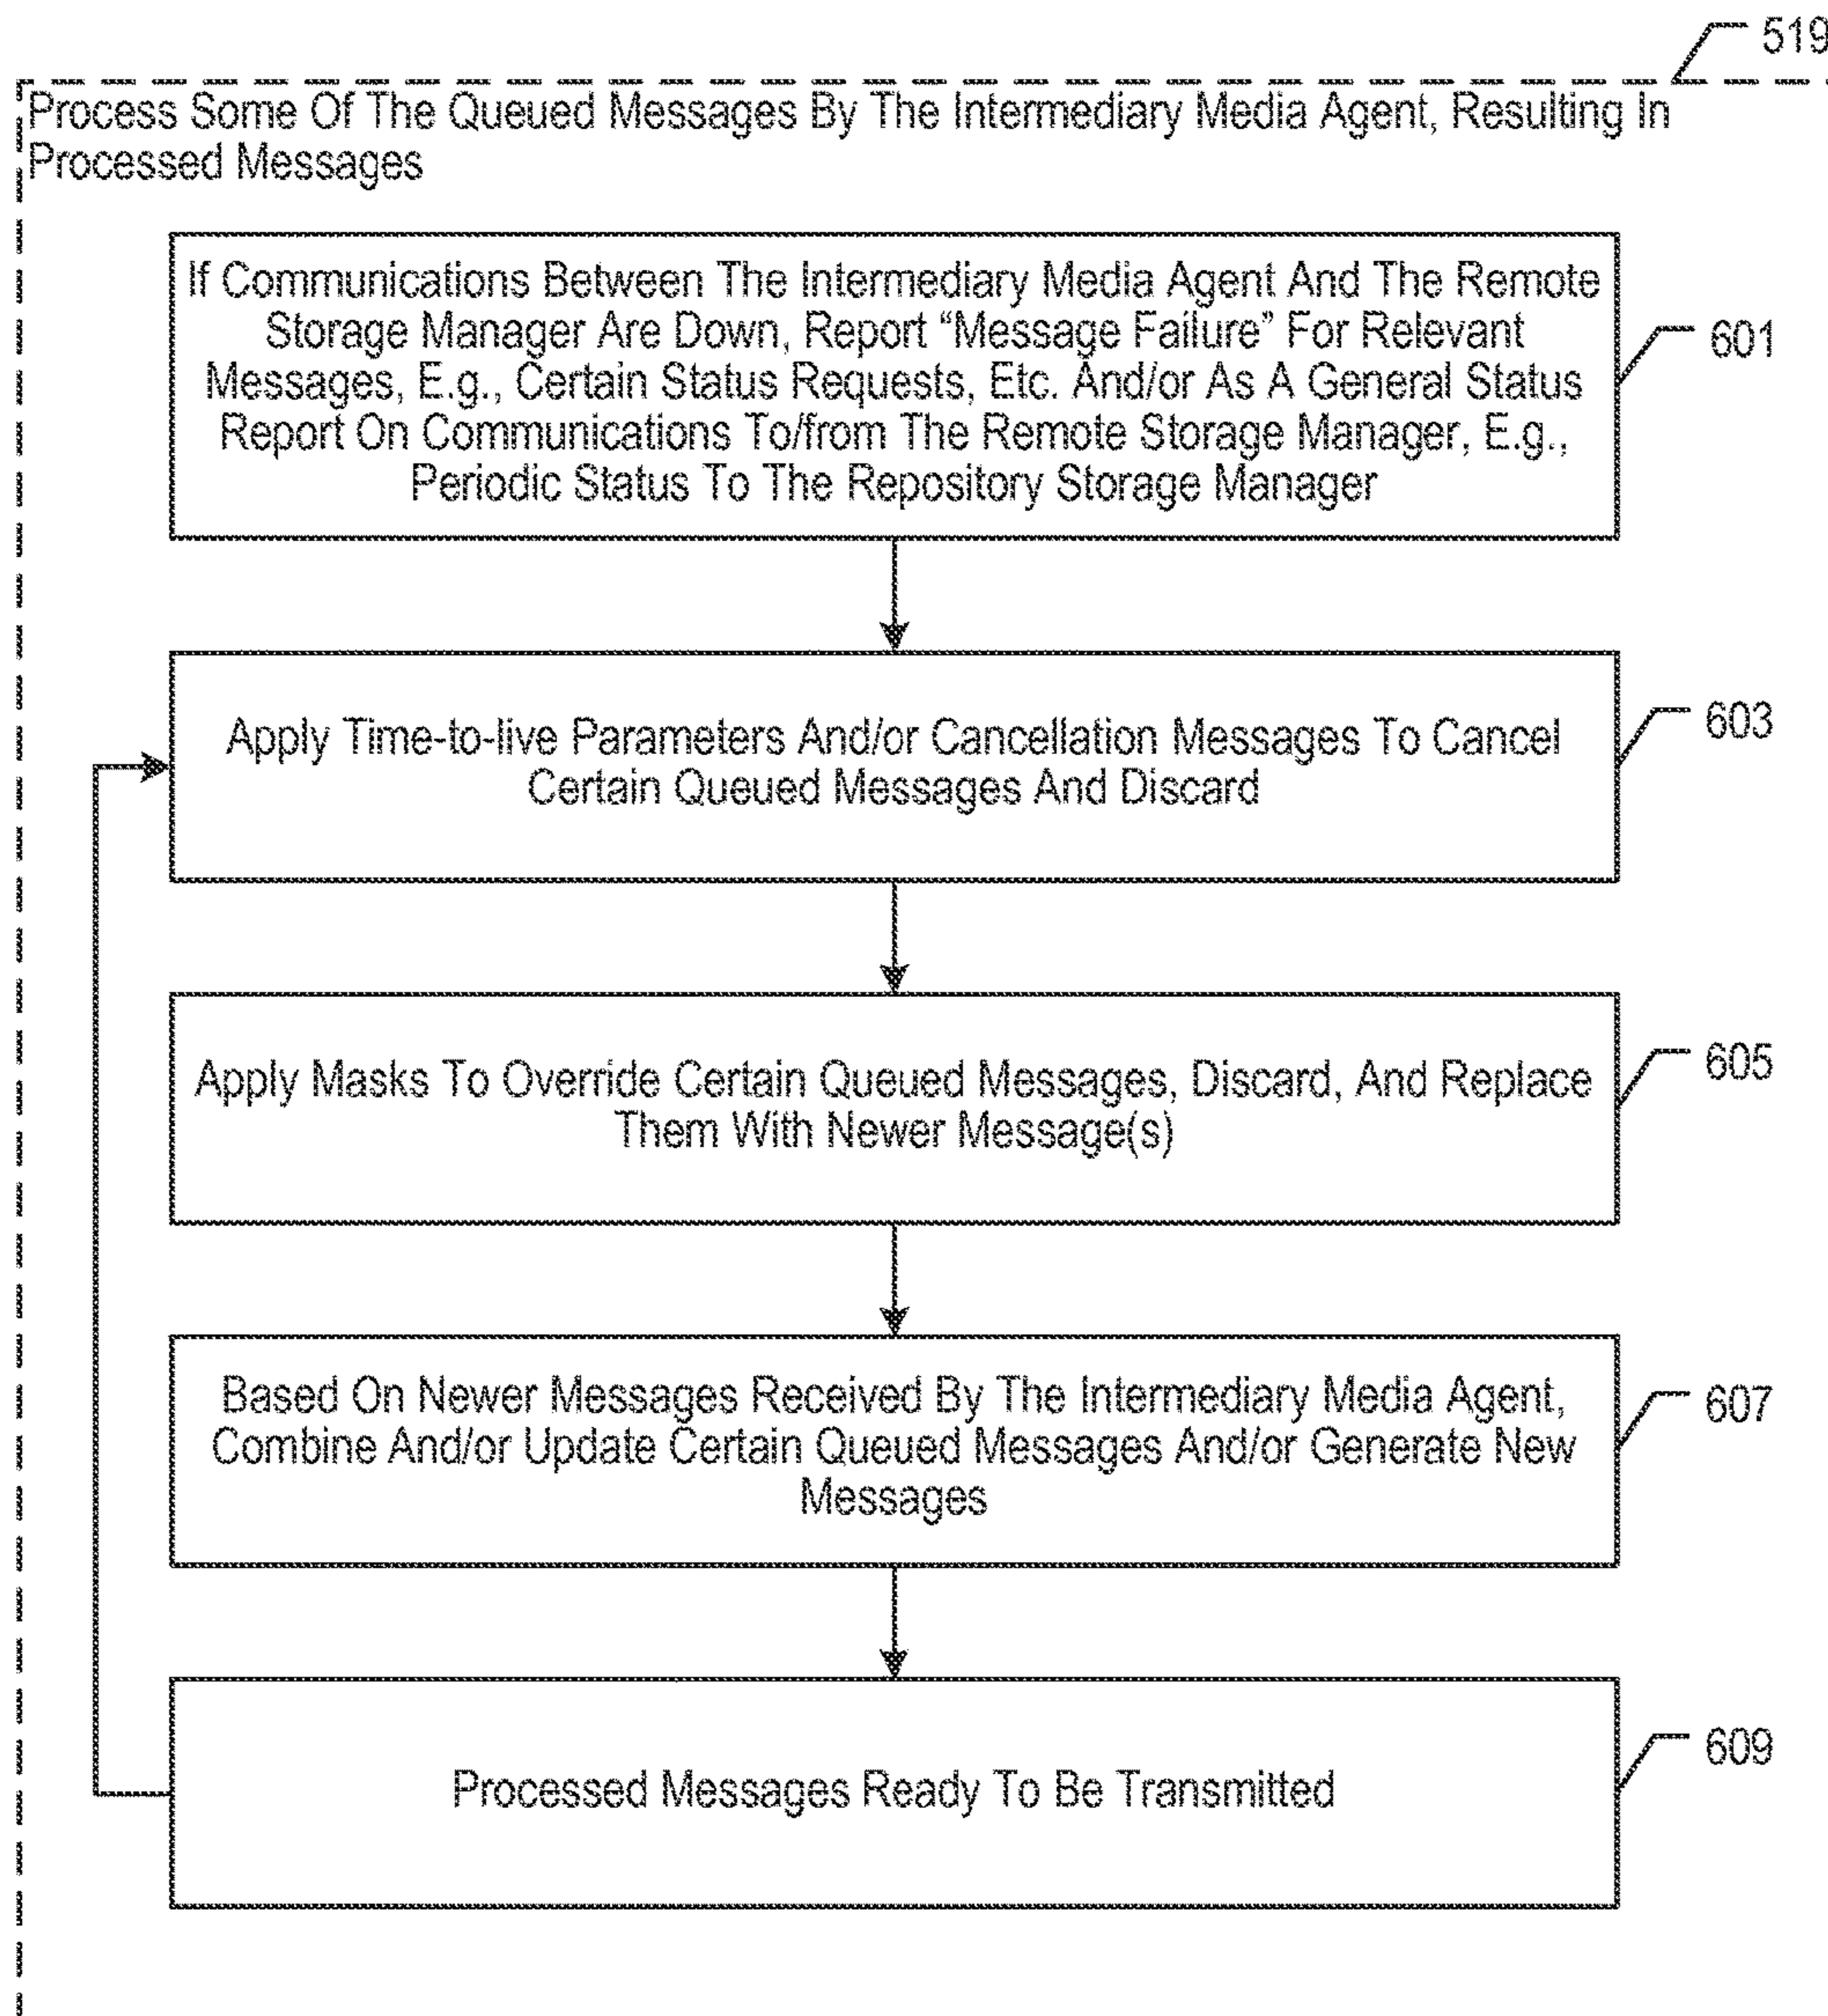 519
Process Some Of The Queued Messages By The Intermediary Media Agent, Resulting In
Processed Messages
If Communications Between The Intermediary Media Agent And The Remote
Storage Manager Are Down, Report “Message Failure” For Relevant
Messages, E.g., Certain Status Requests, Etc. And/or As A General Status
Report On Communications To/from The Remote Storage Manager, E.g.,
Periodic Status To The Repository Storage Manager
601
Apply Time-to-live Parameters And/or Cancellation Messages To Cancel
Certain Queued Messages And Discard
603
Apply Masks To Override Certain Queued Messages, Discard, And Replace
Them With Newer Message(s)
605
Based On Newer Messages Received By The Intermediary Media Agent,
Combine And/or Update Certain Queued Messages And/or Generate New
Messages
607
Processed Messages Ready To Be Transmitted
609